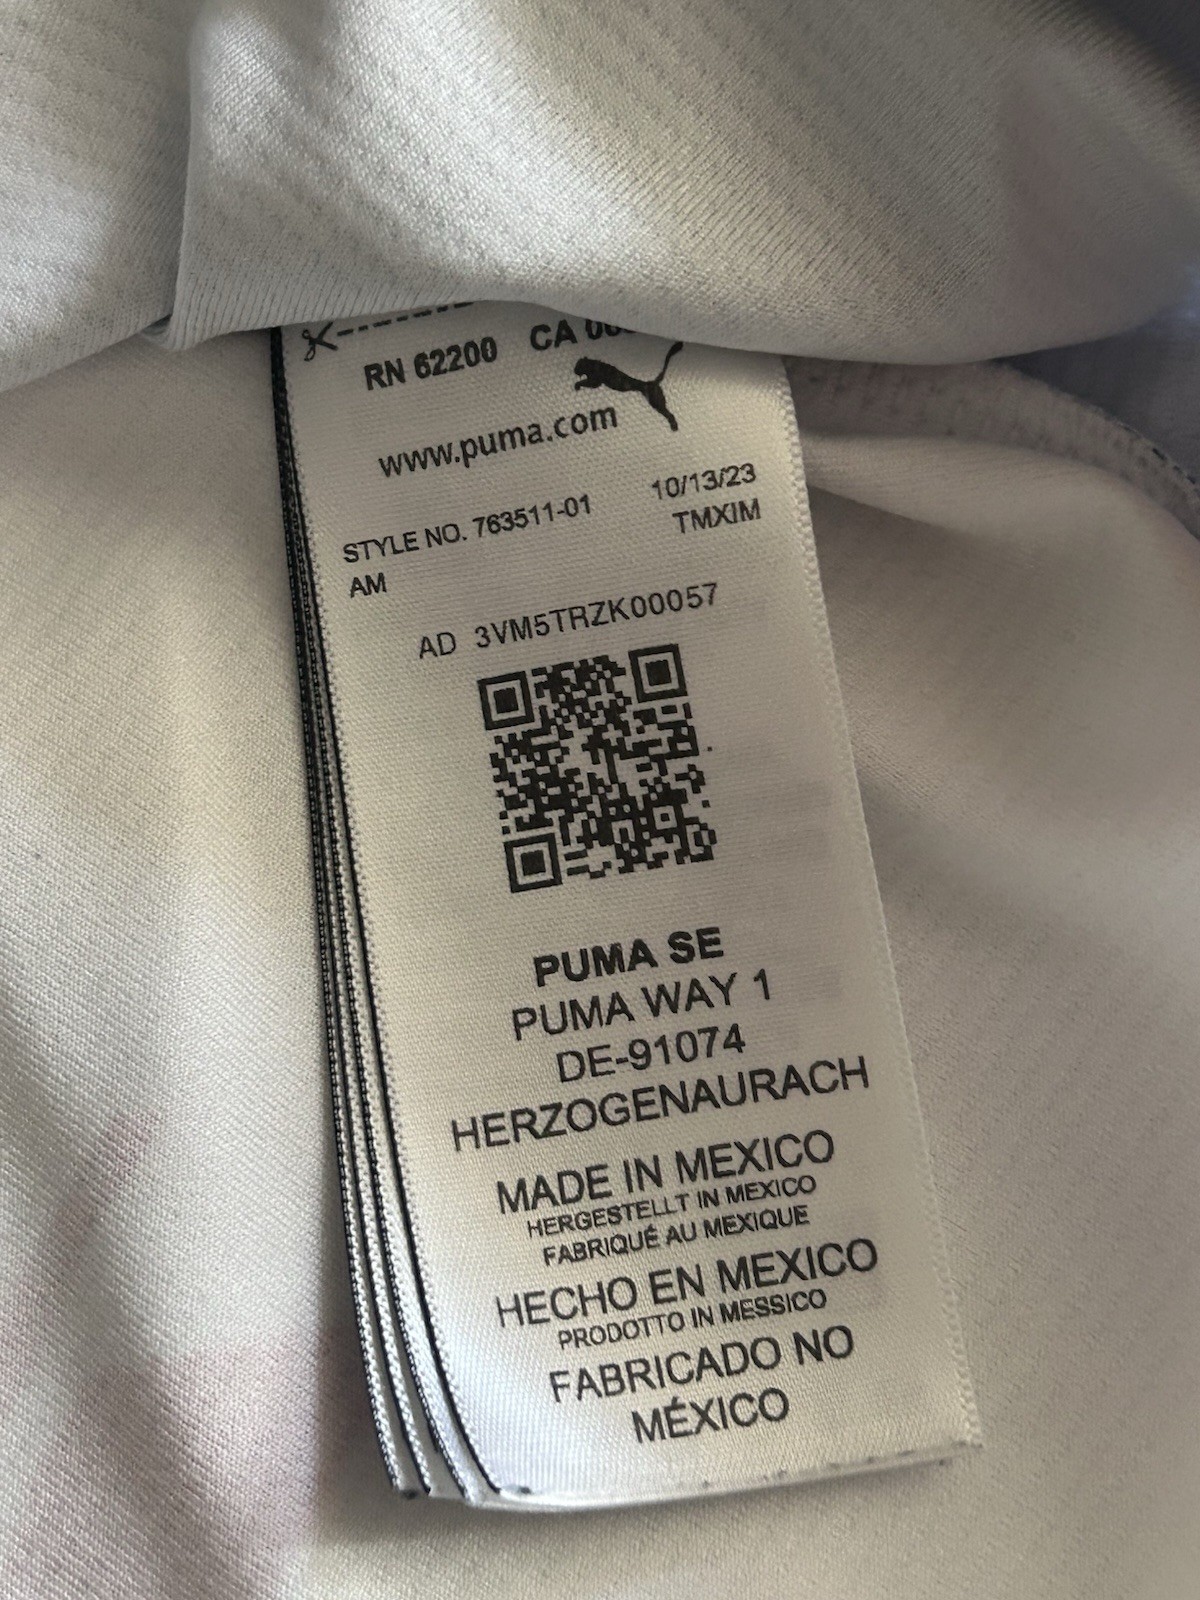 RN 62200 CA
www.puma.com
STYLE NO. 763511-01 10/13/23
AM TMXIM
AD 3VM5TRZK00057
PUMA SE
PUMA WAY 1
DE-91074
HERZOGENAURACH
MADE IN MEXICO
HERGESTELLT IN MEXICO
FABRIQUÉ AU MEXIQUE
HECHO EN MEXICO
PRODOTTO IN MESSICO
FABRICADO NO
MÉXICO